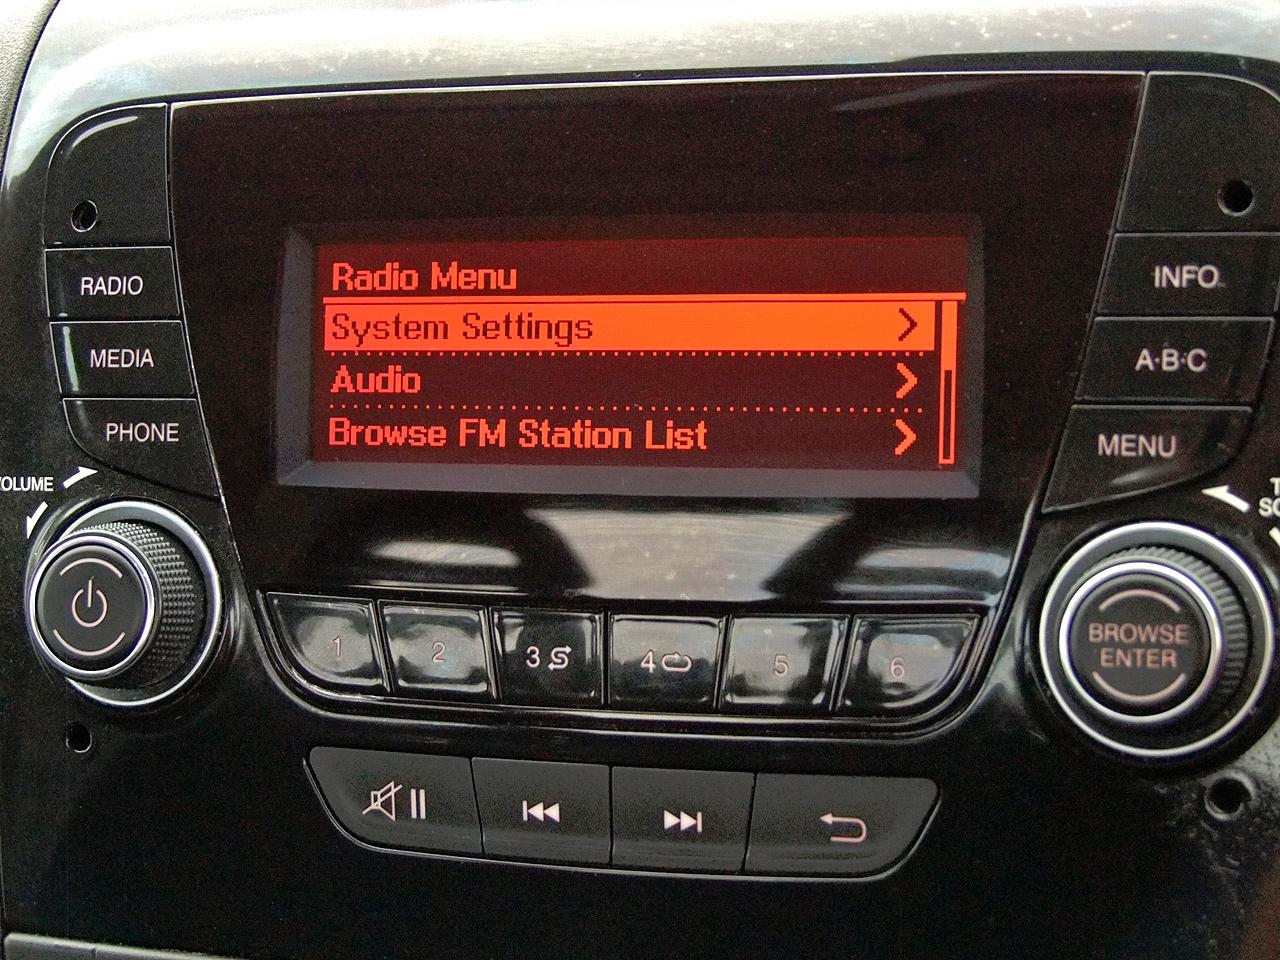 RADIO
MEDIA
PHONE
Radio Menu
System Settings
Audio
Browse FM Station List
INFO
A·B·C
MENU
1
2
3
4
5
6
BROWSE
ENTER